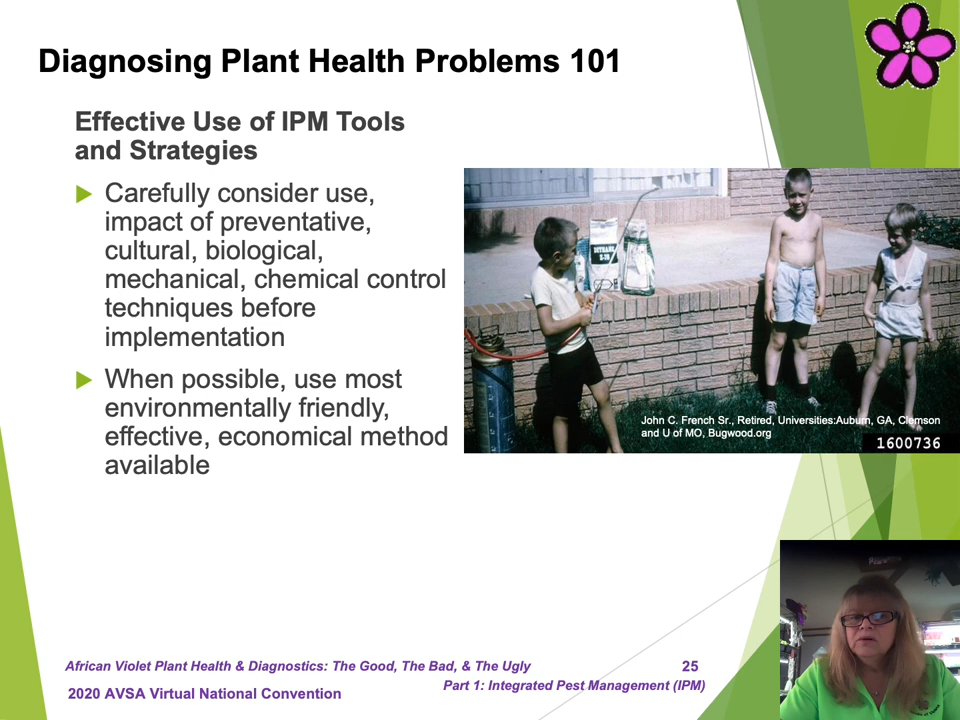 Diagnosing Plant Health Problems 101
Effective Use of IPM Tools
and Strategies
Carefully consider use,
impact of preventative,
cultural, biological,
mechanical, chemical control
techniques before
implementation
When possible, use most
environmentally friendly,
effective, economical method
available
John C. French Sr., Retired, Universities:Auburn, GA, Clemson
and U of MO, Bugwood.org
1600736
African Violet Plant Health & Diagnostics: The Good, The Bad, & The Ugly
25
Part 1: Integrated Pest Management (IPM)
2020 AVSA Virtual National Convention